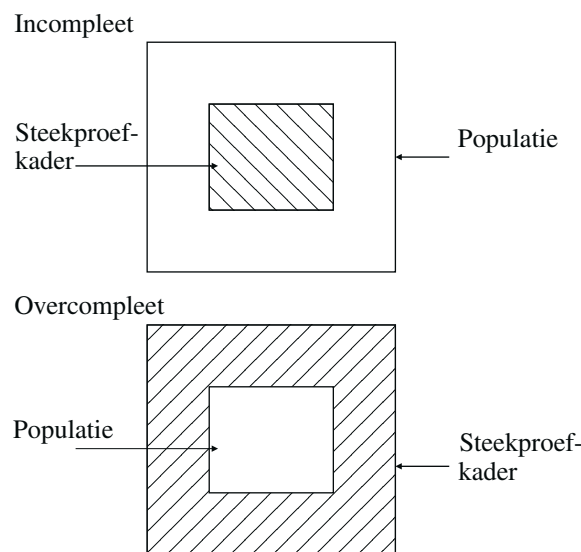 Incompleet
Steekproef-
kader
Populatie
Overcompleet
Populatie
Steekproef-
kader